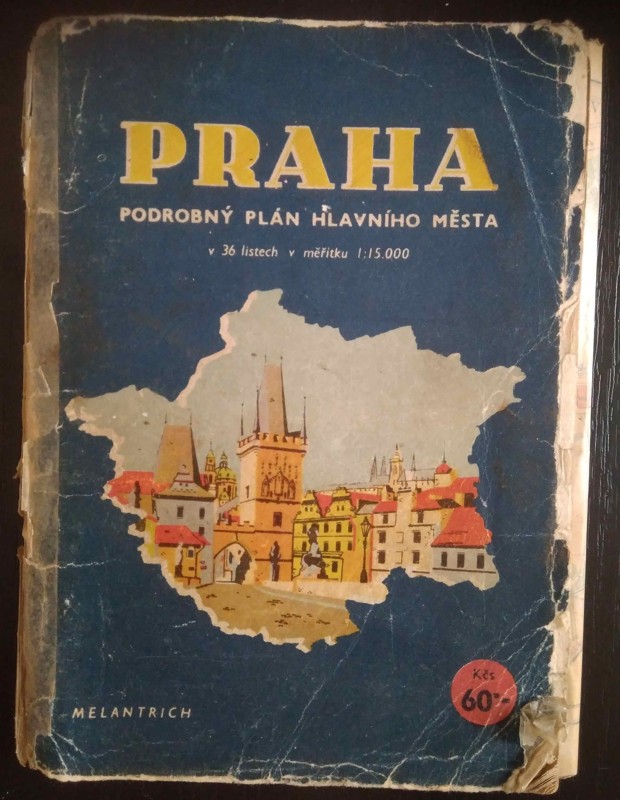 PRAHA
PODROBNÝ PLÁN HLAVNÍHO MĚSTA
v 36 listech v měřítku 1:15.000
Kčs
60·-
MELANTRICH